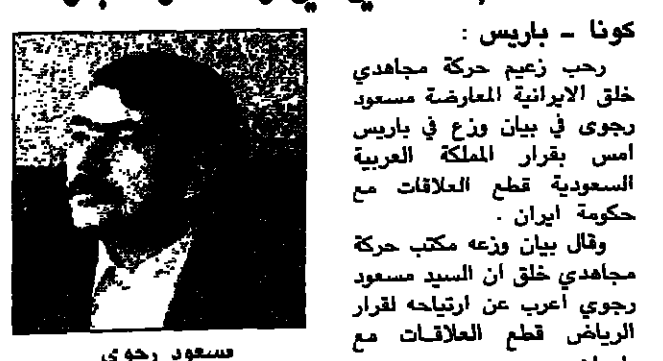 كونا – باريس :
رحب زعيم حركة مجاهدي
خلق الايرانية المعارضة مسعود
رجوى في بيان وزع في باريس
امس بقرار المملكة العربية
السعودية قطع العلاقات مع
حكومة ايران .
وقال بيان وزعه مكتب حركة
مجاهدي خلق ان السيد مسعود
رجوي اعرب عن ارتياحه لقرار
الرياض قطع العلاقات مع
مسعود رجوي